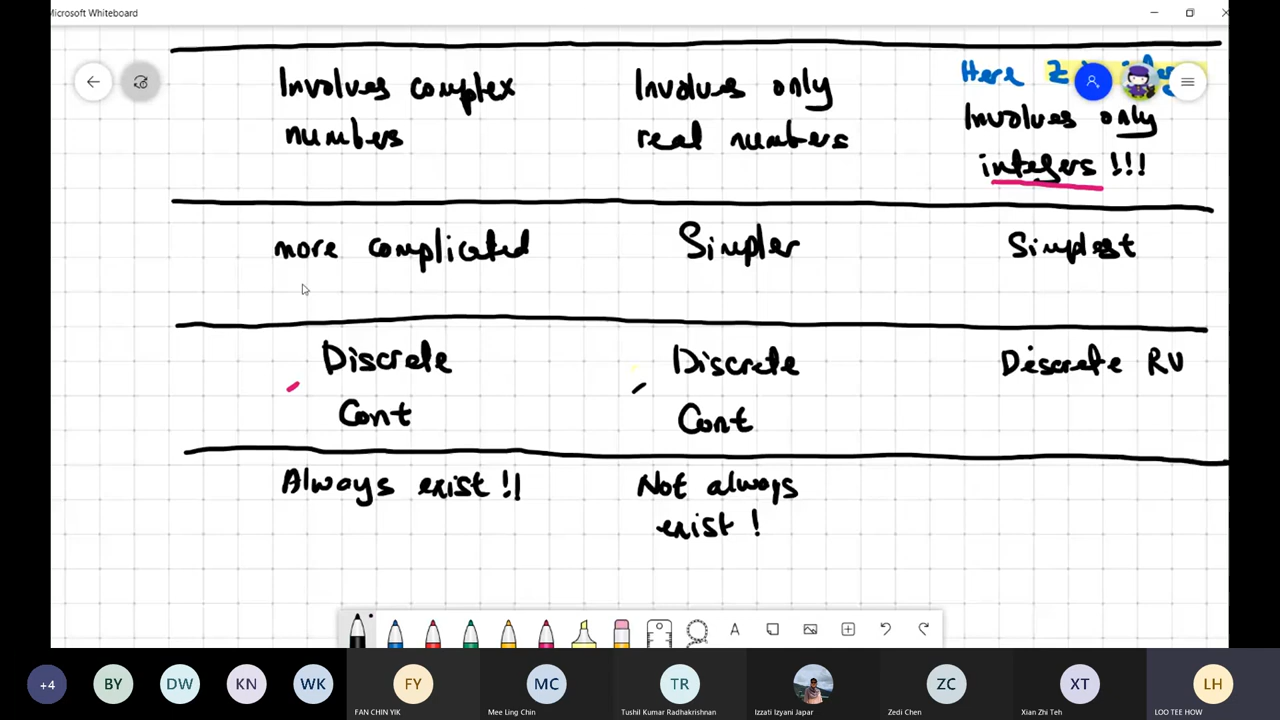 Microsoft Whiteboard
Involves complex
numbers
Involves only
real numbers
Here Z
Involves only
integers !!!
more complicated
Simpler
Simplest
Discrete
Cont
Discrete
Cont
Discrete RV
Always exist !!
Not always
exist !
A
+4
BY
DW
KN
WK
FY
FAN CHIN YIK
MC
Mee Ling Chin
TR
Tushil Kumar Radhakrishnan
Izzati Izyani Japar
ZC
Zedi Chen
XT
Xian Zhi Teh
LH
LOO TEE HOW